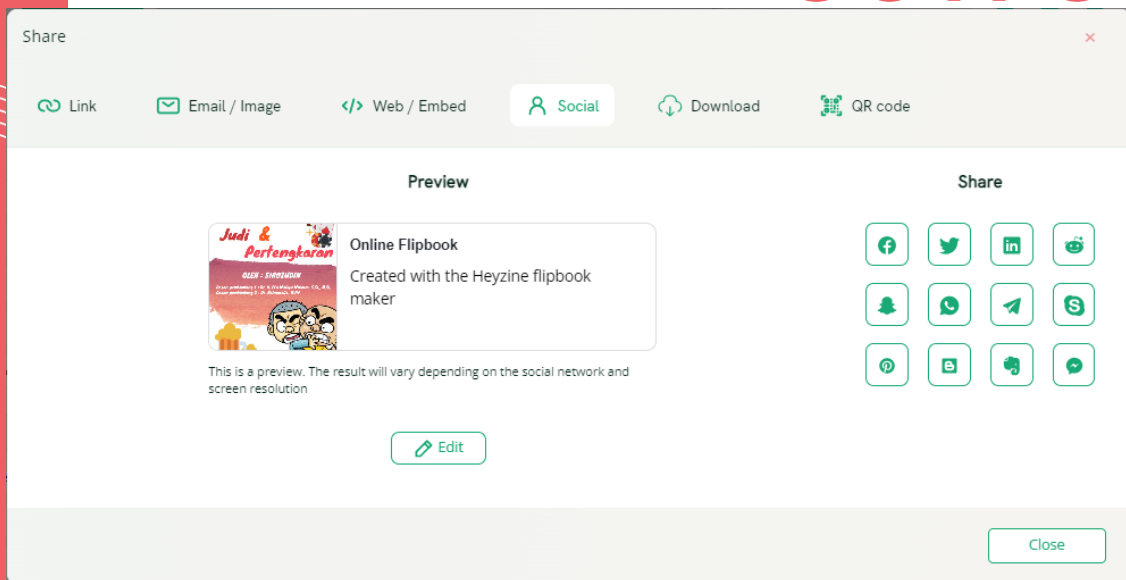 Share
×
Link
Email / Image
</> Web / Embed
Social
Download
QR code
Preview
Share
Judi &
Pertengkaran
OLEH : SIROJUDIN
Online Flipbook
Created with the Heyzine flipbook
maker
This is a preview. The result will vary depending on the social network and
screen resolution
Edit
Close